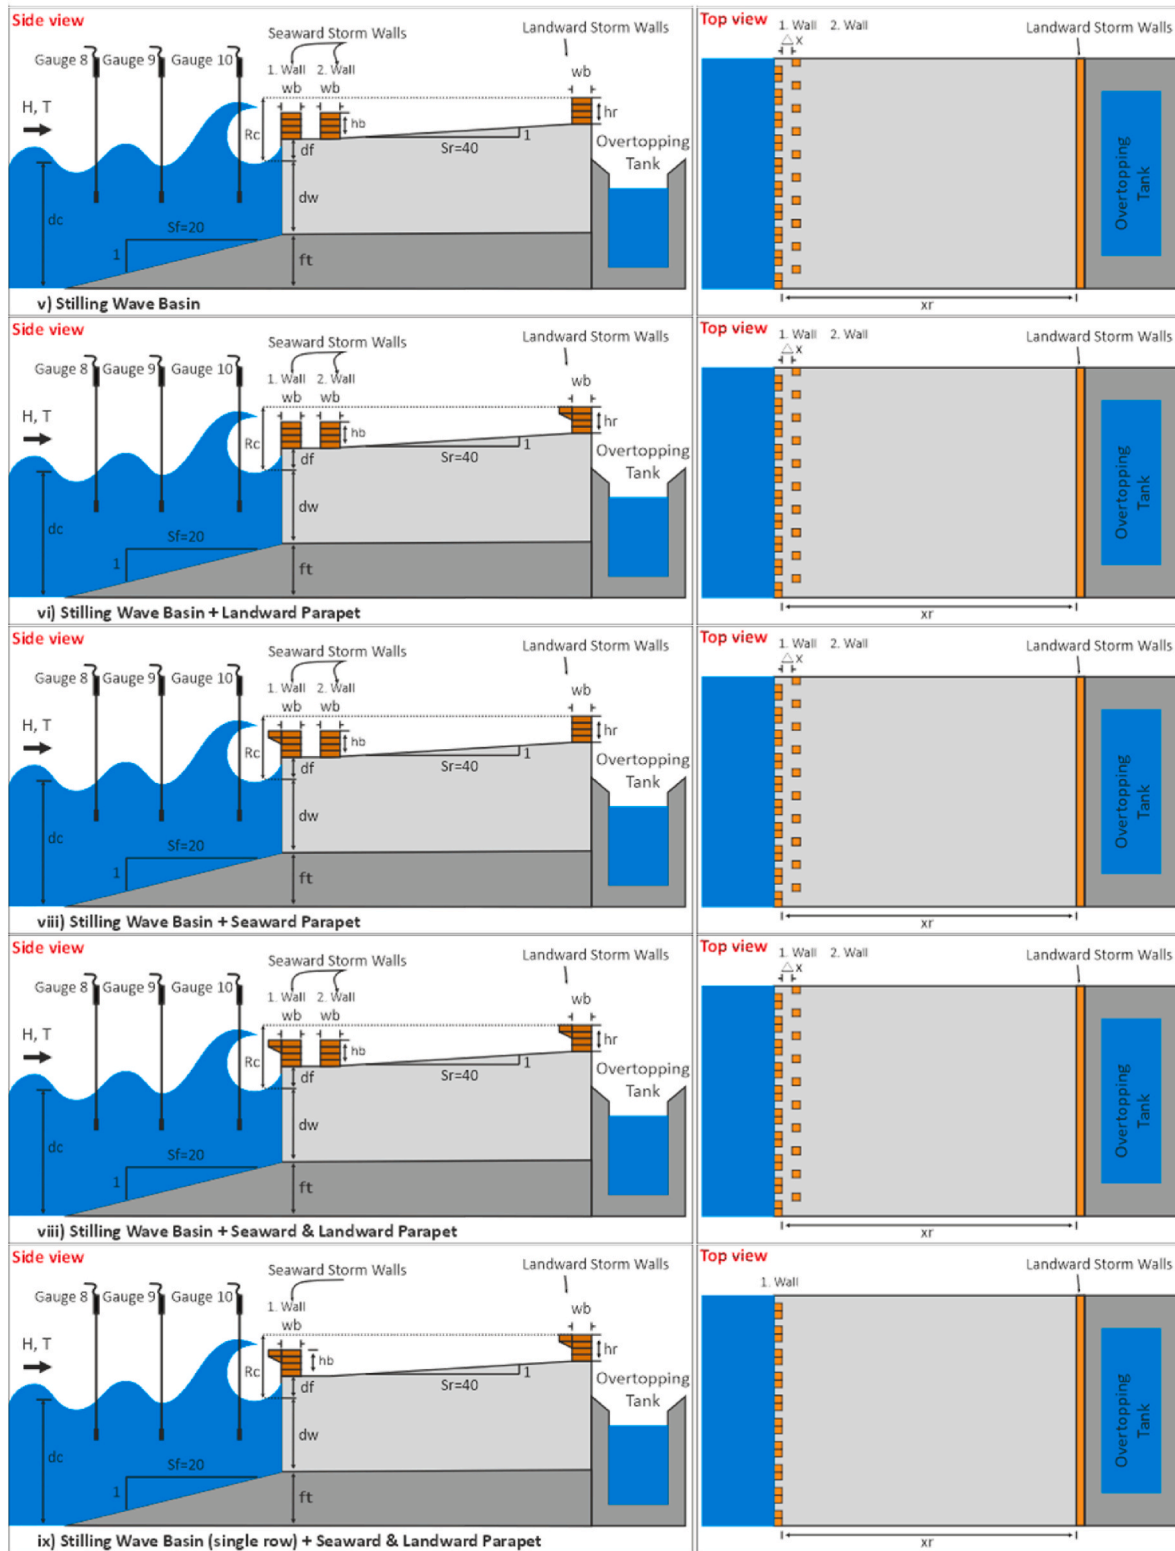 Side view
Seaward Storm Walls
Landward Storm Walls
Gauge 8 Gauge 9 Gauge 10
1. Wall 2. Wall
wb wb wb
H, T
Rc hb hr
df Sr=40 1
Overtopping
Tank
dc dw
Sf=20
1 ft
v) Stilling Wave Basin
Top view
1. Wall 2. Wall
Landward Storm Walls
△x
Overtopping
Tank
xr
Side view
Seaward Storm Walls
Landward Storm Walls
Gauge 8 Gauge 9 Gauge 10
1. Wall 2. Wall
wb wb wb
H, T
Rc hb hr
df Sr=40 1
Overtopping
Tank
dc dw
Sf=20
1 ft
vi) Stilling Wave Basin + Landward Parapet
Top view
1. Wall 2. Wall
Landward Storm Walls
△x
Overtopping
Tank
xr
Side view
Seaward Storm Walls
Landward Storm Walls
Gauge 8 Gauge 9 Gauge 10
1. Wall 2. Wall
wb wb wb
H, T
Rc hb hr
df Sr=40 1
Overtopping
Tank
dc dw
Sf=20
1 ft
viii) Stilling Wave Basin + Seaward Parapet
Top view
1. Wall 2. Wall
Landward Storm Walls
△x
Overtopping
Tank
xr
Side view
Seaward Storm Walls
Landward Storm Walls
Gauge 8 Gauge 9 Gauge 10
1. Wall 2. Wall
wb wb wb
H, T
Rc hb hr
df Sr=40 1
Overtopping
Tank
dc dw
Sf=20
1 ft
viii) Stilling Wave Basin + Seaward & Landward Parapet
Top view
1. Wall 2. Wall
Landward Storm Walls
△x
Overtopping
Tank
xr
Side view
Seaward Storm Walls
Landward Storm Walls
Gauge 8 Gauge 9 Gauge 10
1. Wall
wb wb
H, T
Rc hb hr
df Sr=40 1
Overtopping
Tank
dc dw
Sf=20
1 ft
ix) Stilling Wave Basin (single row) + Seaward & Landward Parapet
Top view
1. Wall
Landward Storm Walls
Overtopping
Tank
xr